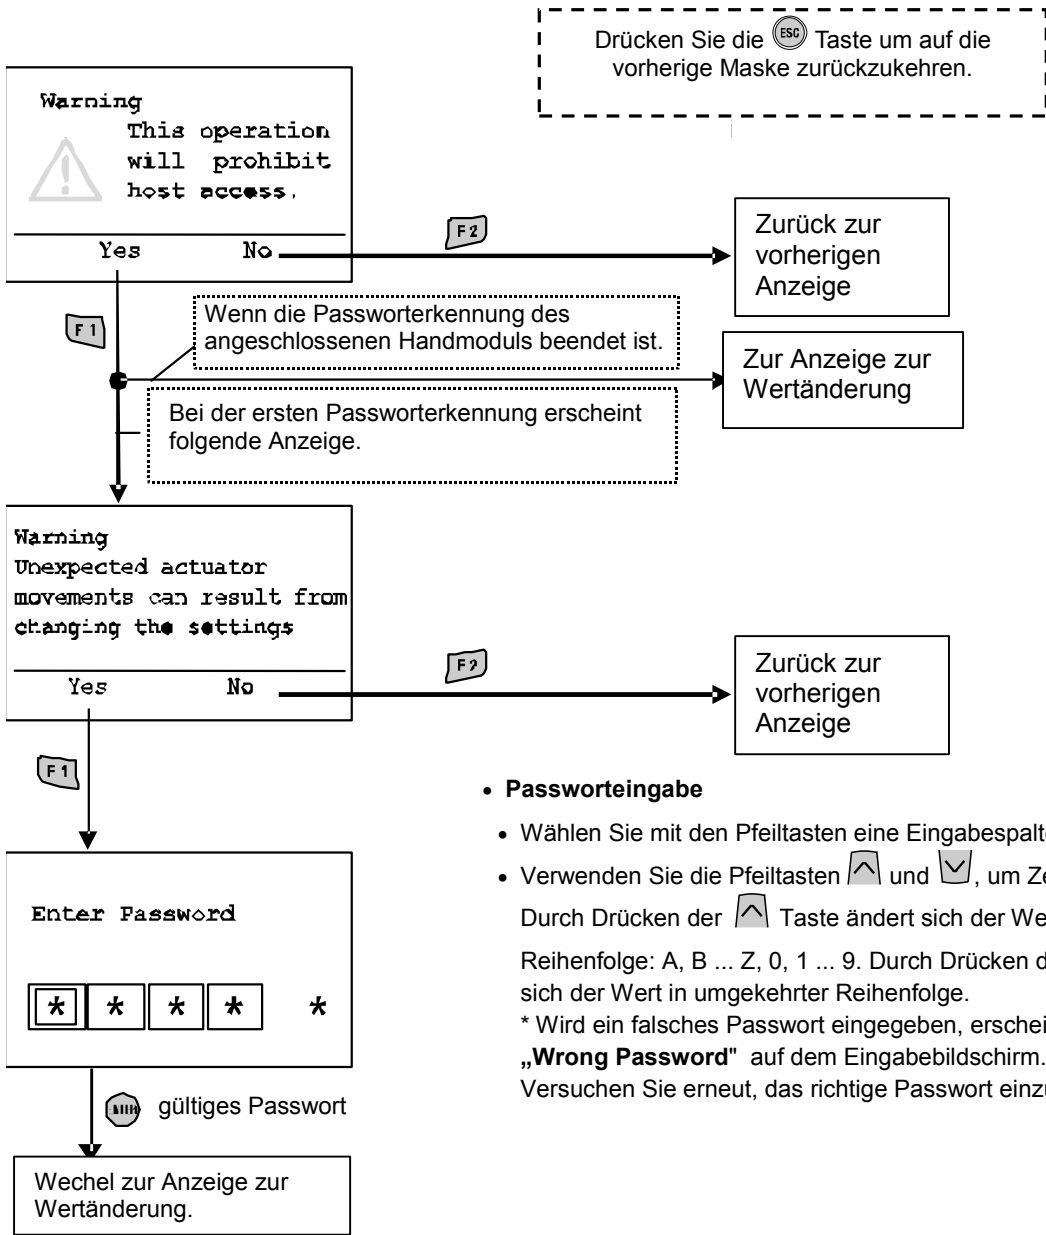 Drücken Sie die ESC Taste um auf die
vorherige Maske zurückzukehren.
Warning
This operation
will prohibit
host access.
Yes No
F2
Zurück zur
vorherigen
Anzeige
F1
Wenn die Passworterkennung des
angeschlossenen Handmoduls beendet ist.
Zur Anzeige zur
Wertänderung
Bei der ersten Passworterkennung erscheint
folgende Anzeige.
Warning
Unexpected actuator
movements can result from
changing the settings
Yes No
F2
Zurück zur
vorherigen
Anzeige
F1
• Passworteingabe
• Wählen Sie mit den Pfeiltasten eine
• Verwenden Sie die Pfeiltasten und , um
Durch Drücken der Taste ändert sich der
Reihenfolge: A, B ... Z, 0, 1 ... 9. Durch Drücken
sich der Wert in umgekehrter Reihenfolge.
* Wird ein falsches Passwort eingegeben,
„Wrong Password" auf dem Eingabebildschirm.
Versuchen Sie erneut, das richtige Passwort
Enter Password
* * * * *
gültiges Passwort
Wechel zur Anzeige zur
Wertänderung.